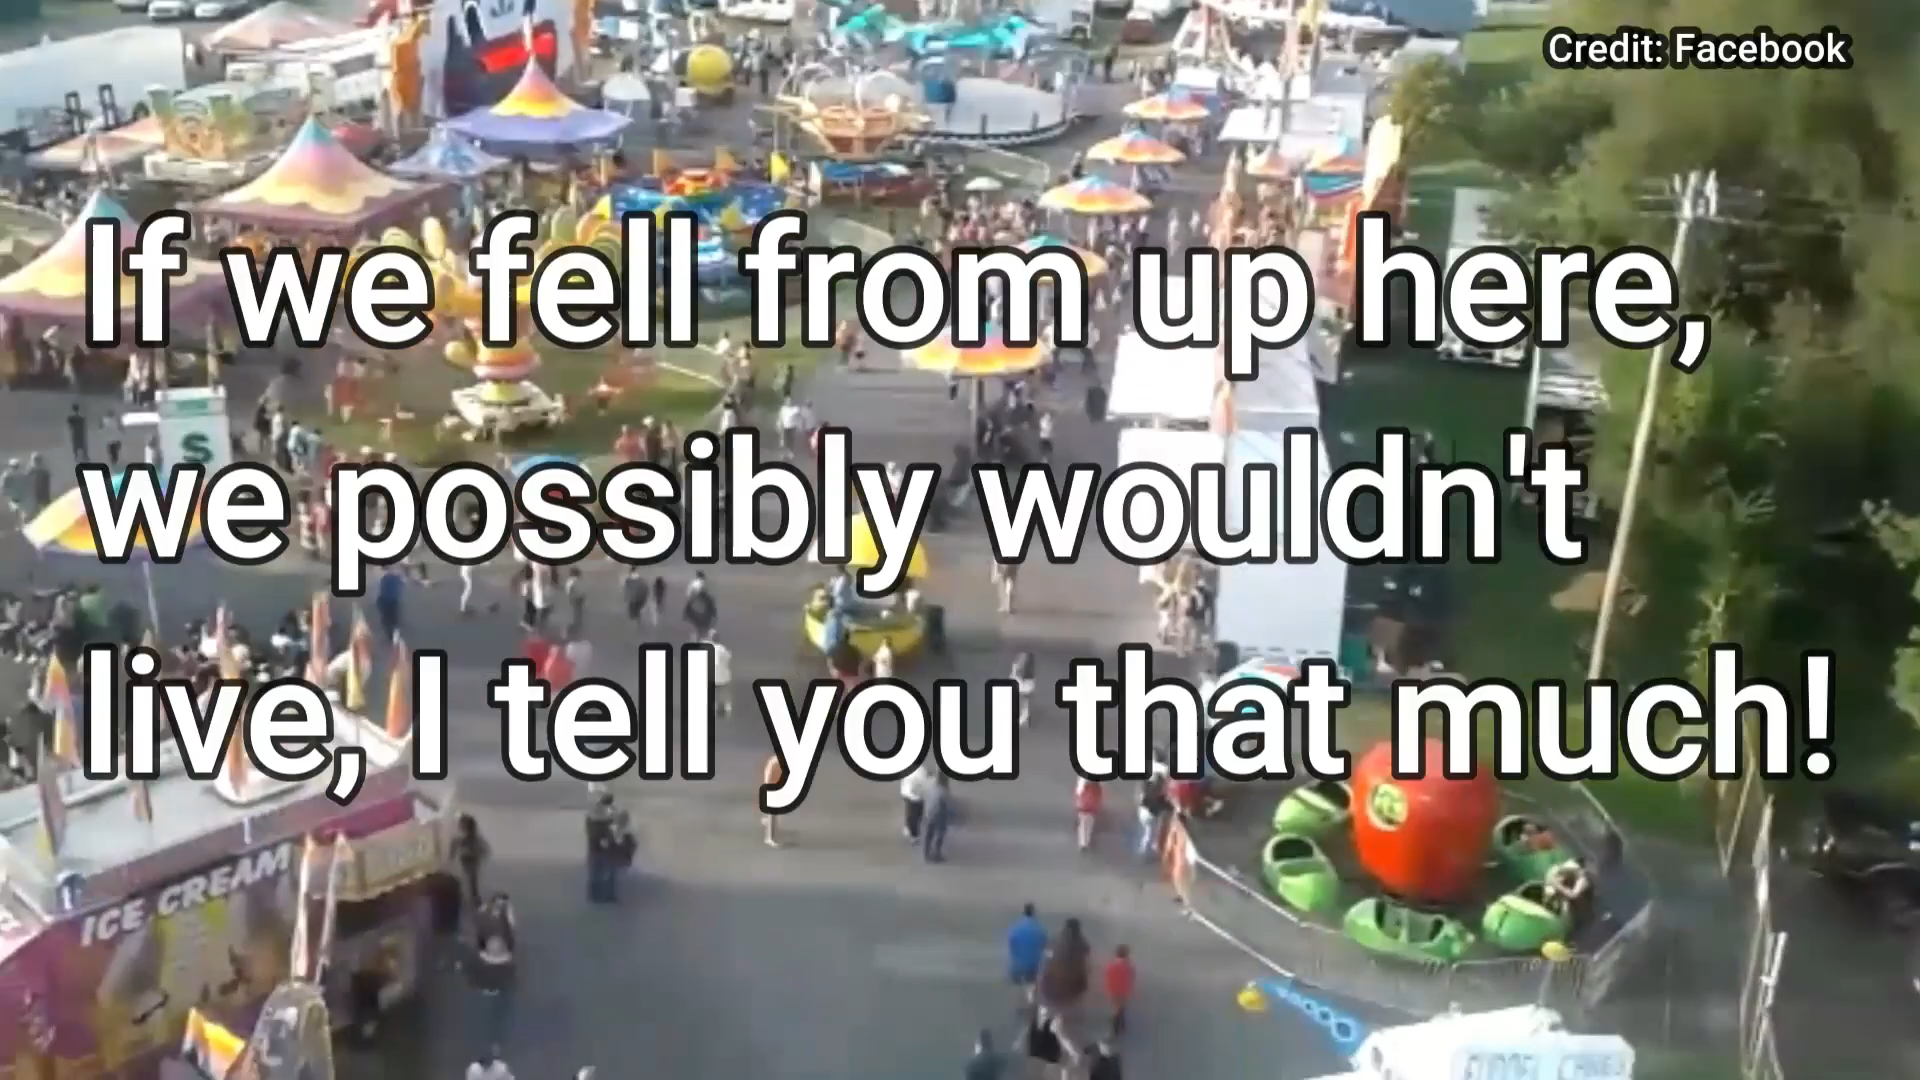 Credit: Facebook
If we fell from up here,
we possibly wouldn't
live, I tell you that much!
S
ICE CREAM